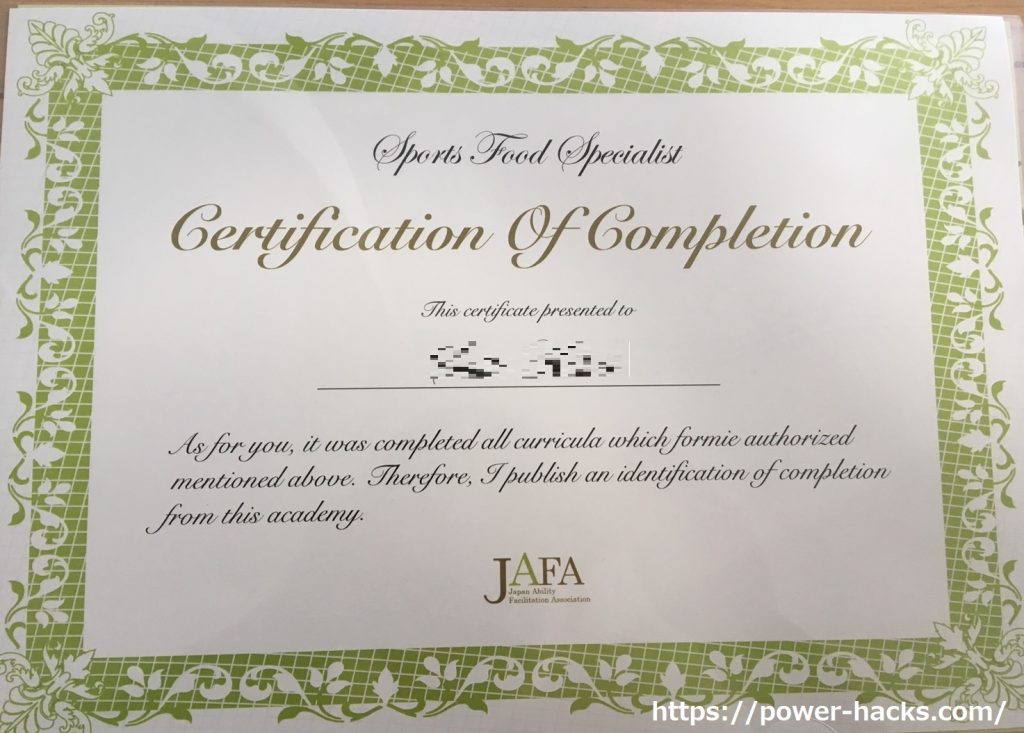 Sports Food Specialist
Certification Of Completion
This certificate presented to
As for you, it was completed all curricula which formie authorized
mentioned above. Therefore, I publish an identification of completion
from this academy.
JAFA
Japan Ability
Facilitation Association
https://power-hacks.com/